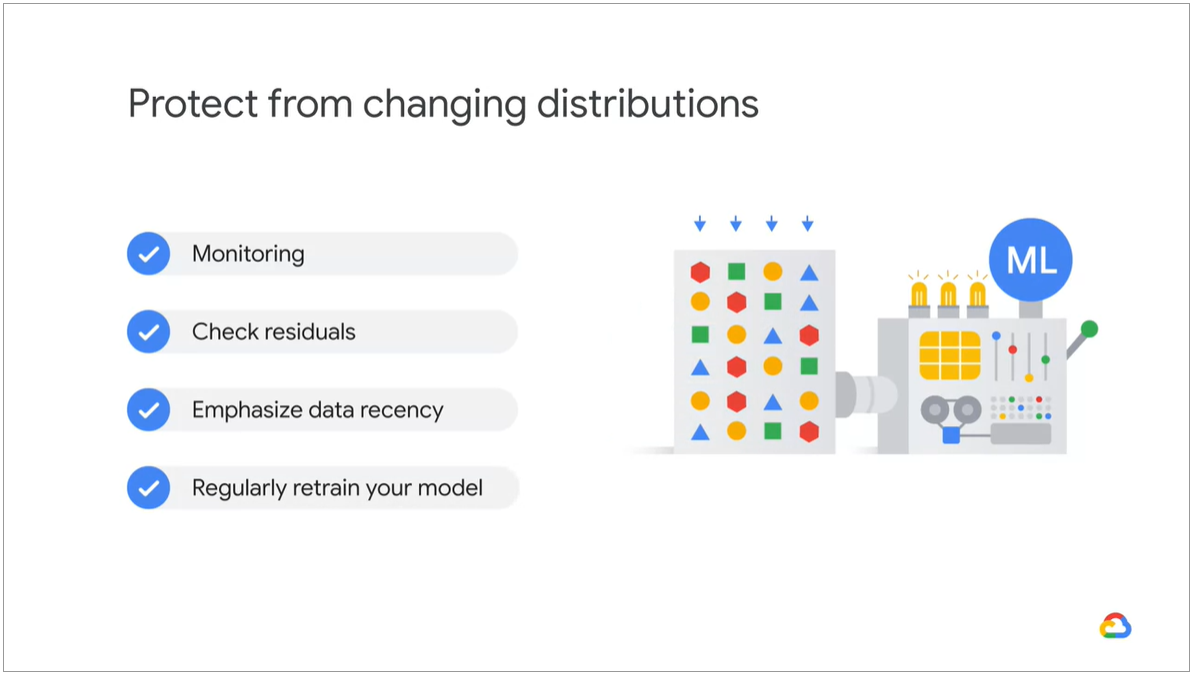 Protect from changing distributions
Monitoring
Check residuals
Emphasize data recency
Regularly retrain your model
ML